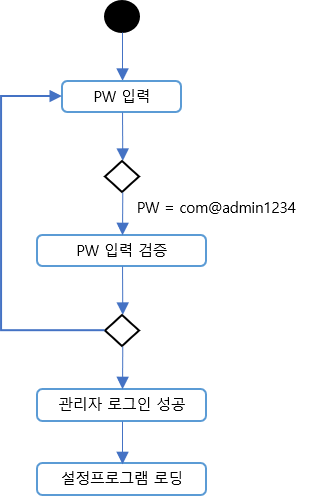 PW 입력
PW = com@admin1234
PW 입력 검증
관리자 로그인 성공
설정프로그램 로딩